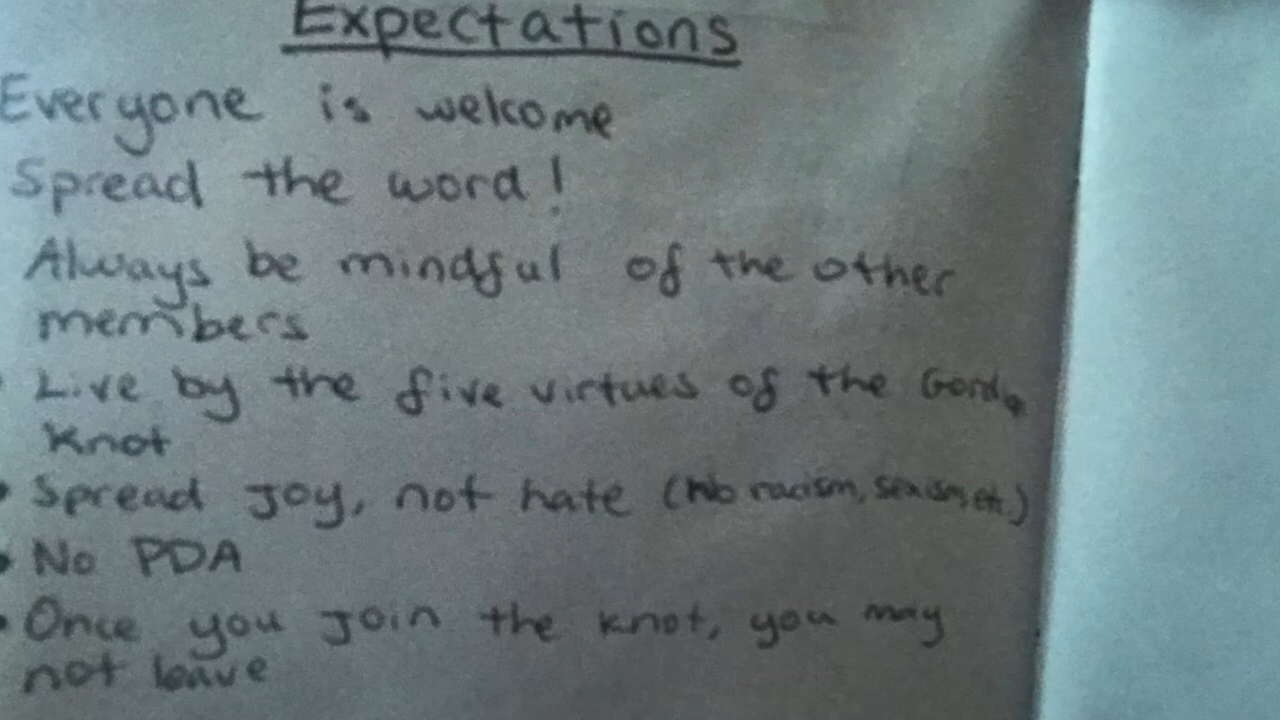 Expectations
Everyone is welcome
Spread the word!
Always be mindful of the other
members
• Live by the five virtues of the
Knot
• Spread Joy, not hate (No racism, sexism, etc.)
• No PDA
• Once you join the knot, you may
not leave